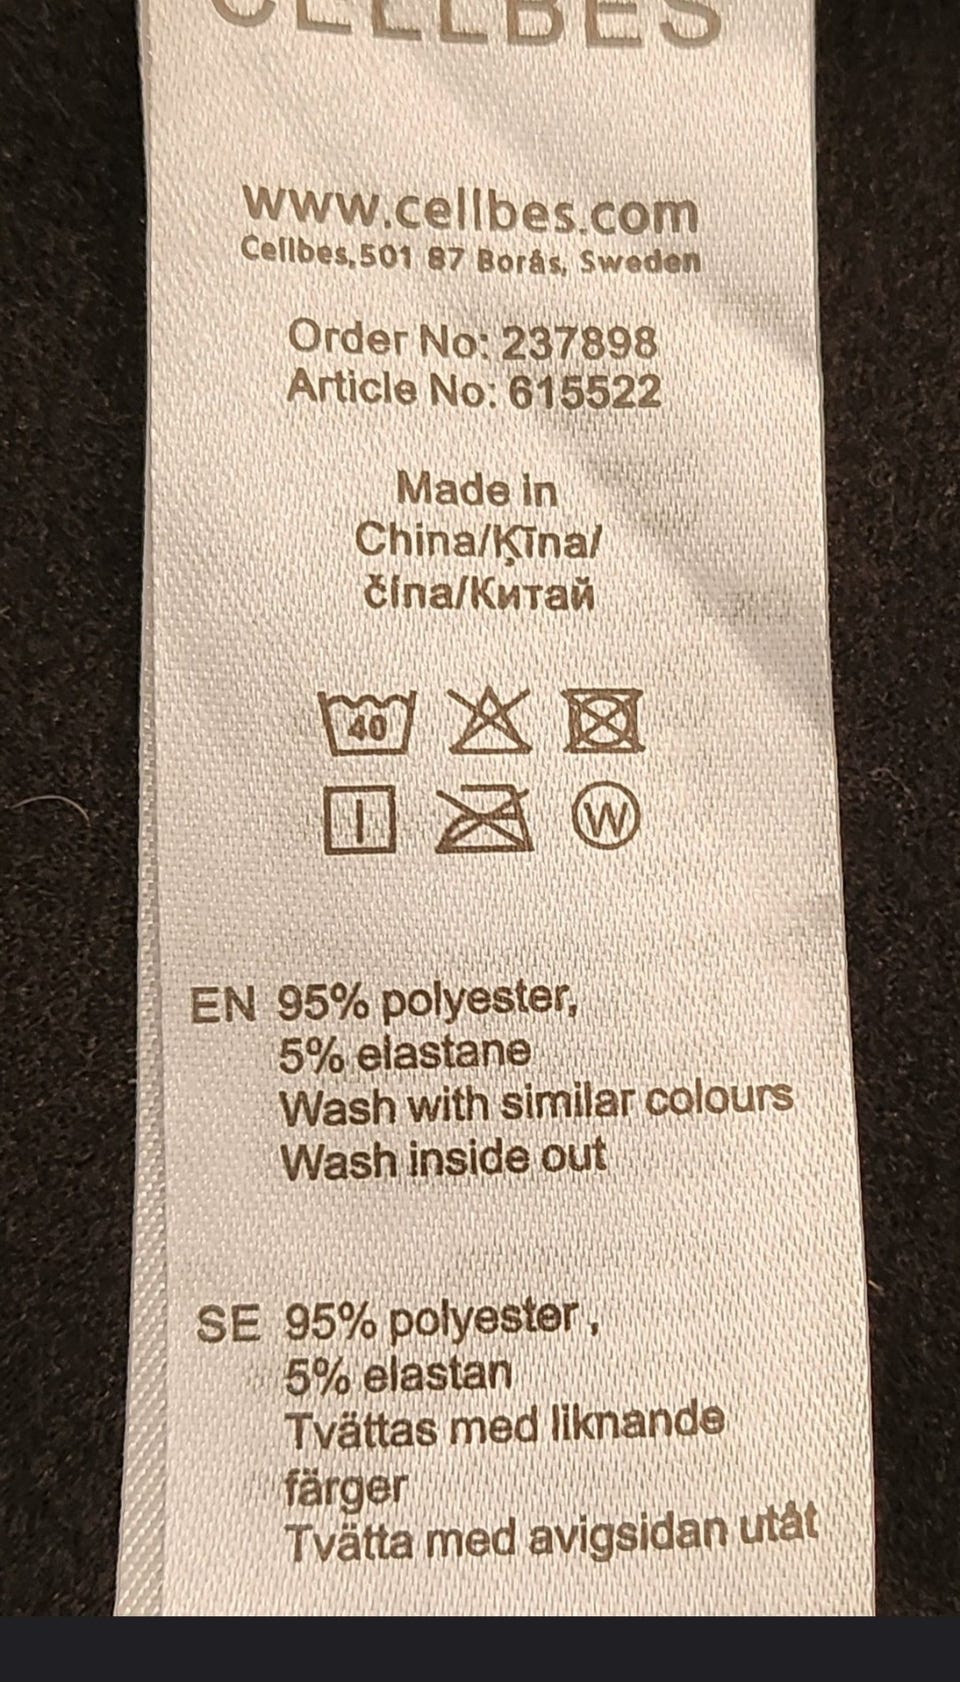 CELLBES
www.cellbes.com
Cellbes,501 87 Borås, Sweden
Order No: 237898
Article No: 615522
Made in
China/Ķīna/
čína/Китай
40
W
EN 95% polyester,
5% elastane
Wash with similar colours
Wash inside out
SE 95% polyester,
5% elastan
Tvättas med liknande
färger
Tvätta med avigsidan utåt